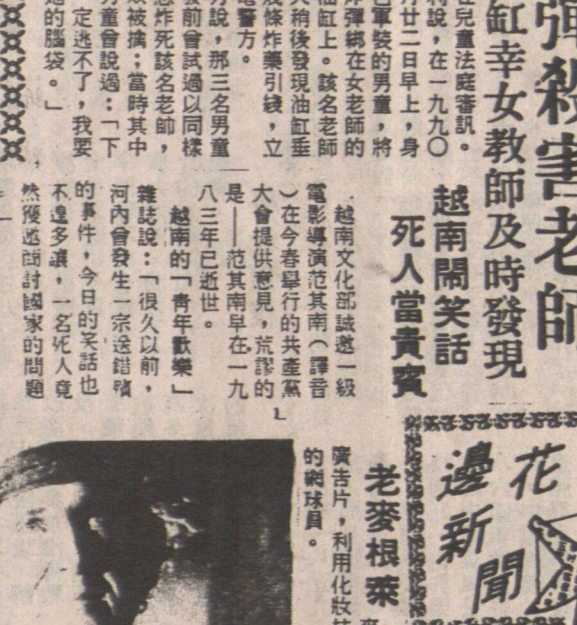 彈殺害老師
缸幸女教師及時發現
在兒童法庭審訊。
說，在一九九〇
月廿二日早上，身
軍裝的男童，將
炸彈綁在女老師的
油缸上。該名老師
稍後發現油缸垂
條炸藥引綫，立
電警方。
說，那三名男童
發前曾試過以同樣
炸死該名老師，
被擒；當時其中
男童曾說過：「下
定逃不了，我要
她的腦袋。」
越南鬧笑話
死人當貴賓
越南文化部誠邀一級
電影導演范其南（譯音
）在今春舉行的共產黨
大會提供意見，荒謬的
是——范其南早在一九
八三年已逝世。
越南的「青年歡樂」
雜誌說：「很久以前，
河內曾發生一宗送錯殯
的事件，今日的笑話也
不遑多讓，一名死人竟
然獲邀商討國家的問題
花邊新聞
老麥根萊
廣告片，利用化妝
的網球員。